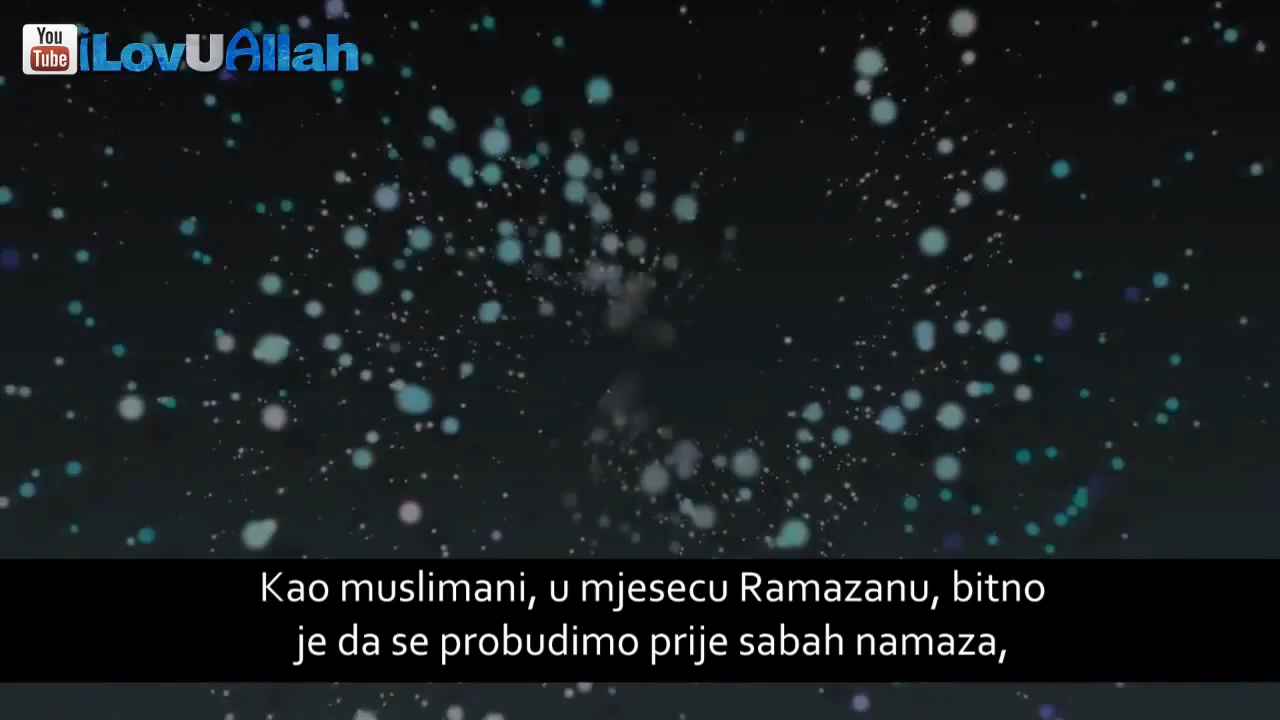 You
Tube
iLovUAllah
Kao muslimani, u mjesecu Ramazanu, bitno
je da se probudimo prije sabah namaza,